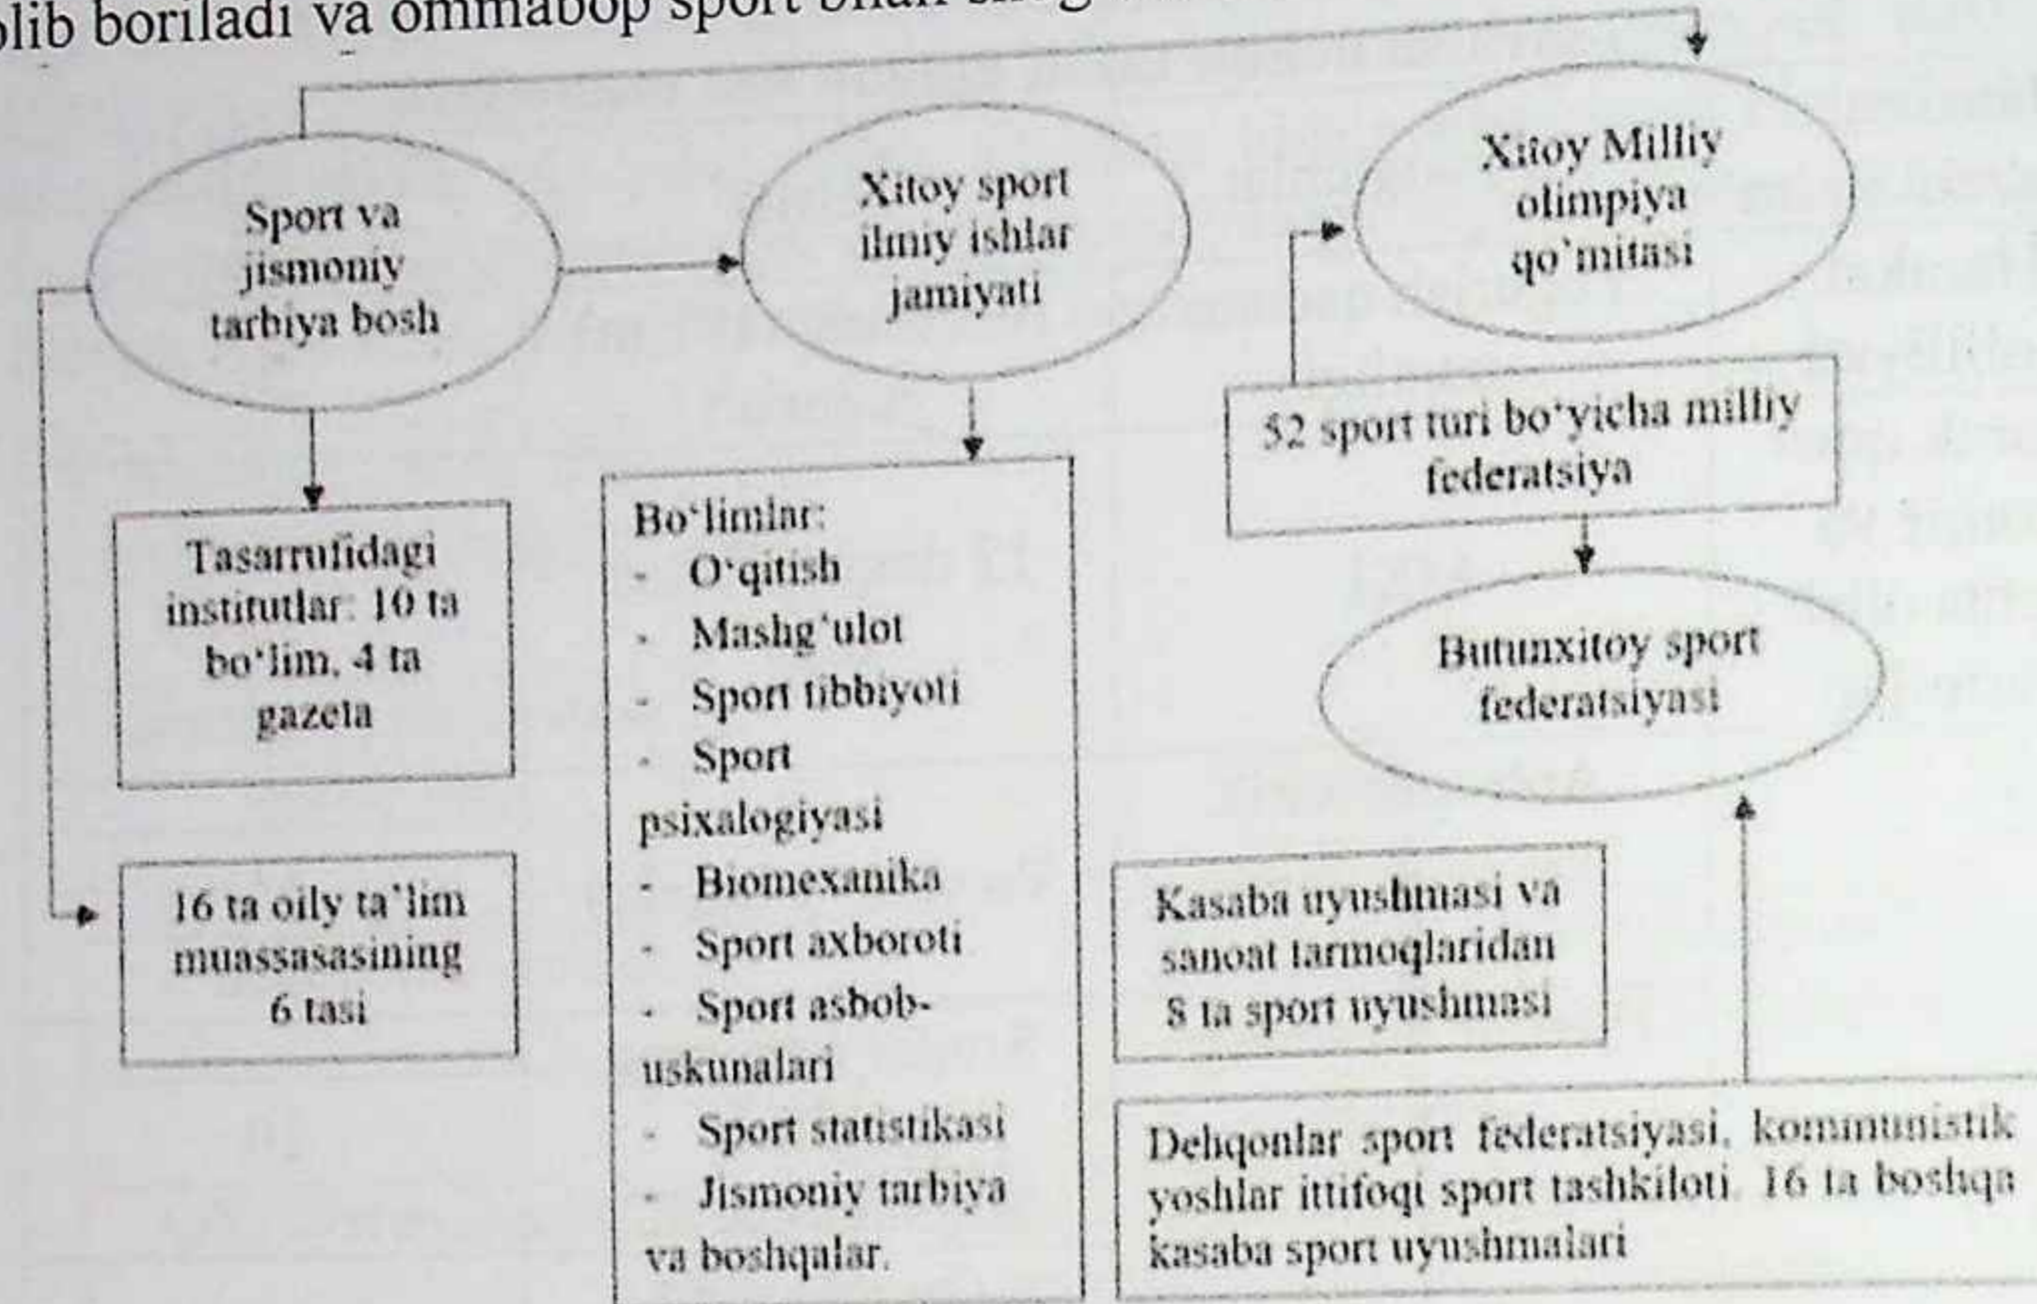 olib boriladi va ommabop sport bilan
Sport va
jismoniy
tarbiya bosh
Xitoy sport
ilmiy ishlar
jamiyati
Xitoy Milliy
olimpiya
qo`mitasi
52 sport turi bo‘yicha milliy
federatsiya
Tasarrufidagi
institutlar: 10 ta
bo‘lim, 4 ta
gazeta
Bo‘limlar:
- O‘qitish
- Mashg‘ulot
- Sport tibbiyoti
- Sport
psixalogiyasi
- Biomexanika
- Sport axboroti
- Sport asbob-
uskunalari
- Sport statistikasi
- Jismoniy tarbiya
va boshqalar.
Butunxitoy sport
federatsiyasi
16 ta oily ta`lim
muassasasining
6 tasi
Kasaba uyushmasi va
sanoat tarmoqlaridan
8 ta sport uyushmasi
Dehqonlar sport federatsiyasi, kommunistik
yoshlar ittifoqi sport tashkiloti, 16 ta boshqa
kasaba sport uyushmalari